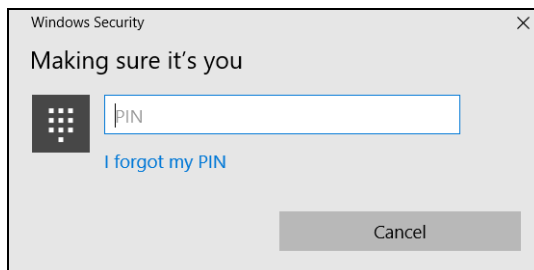 Windows Security
Making sure it's you
PIN
I forgot my PIN
Cancel